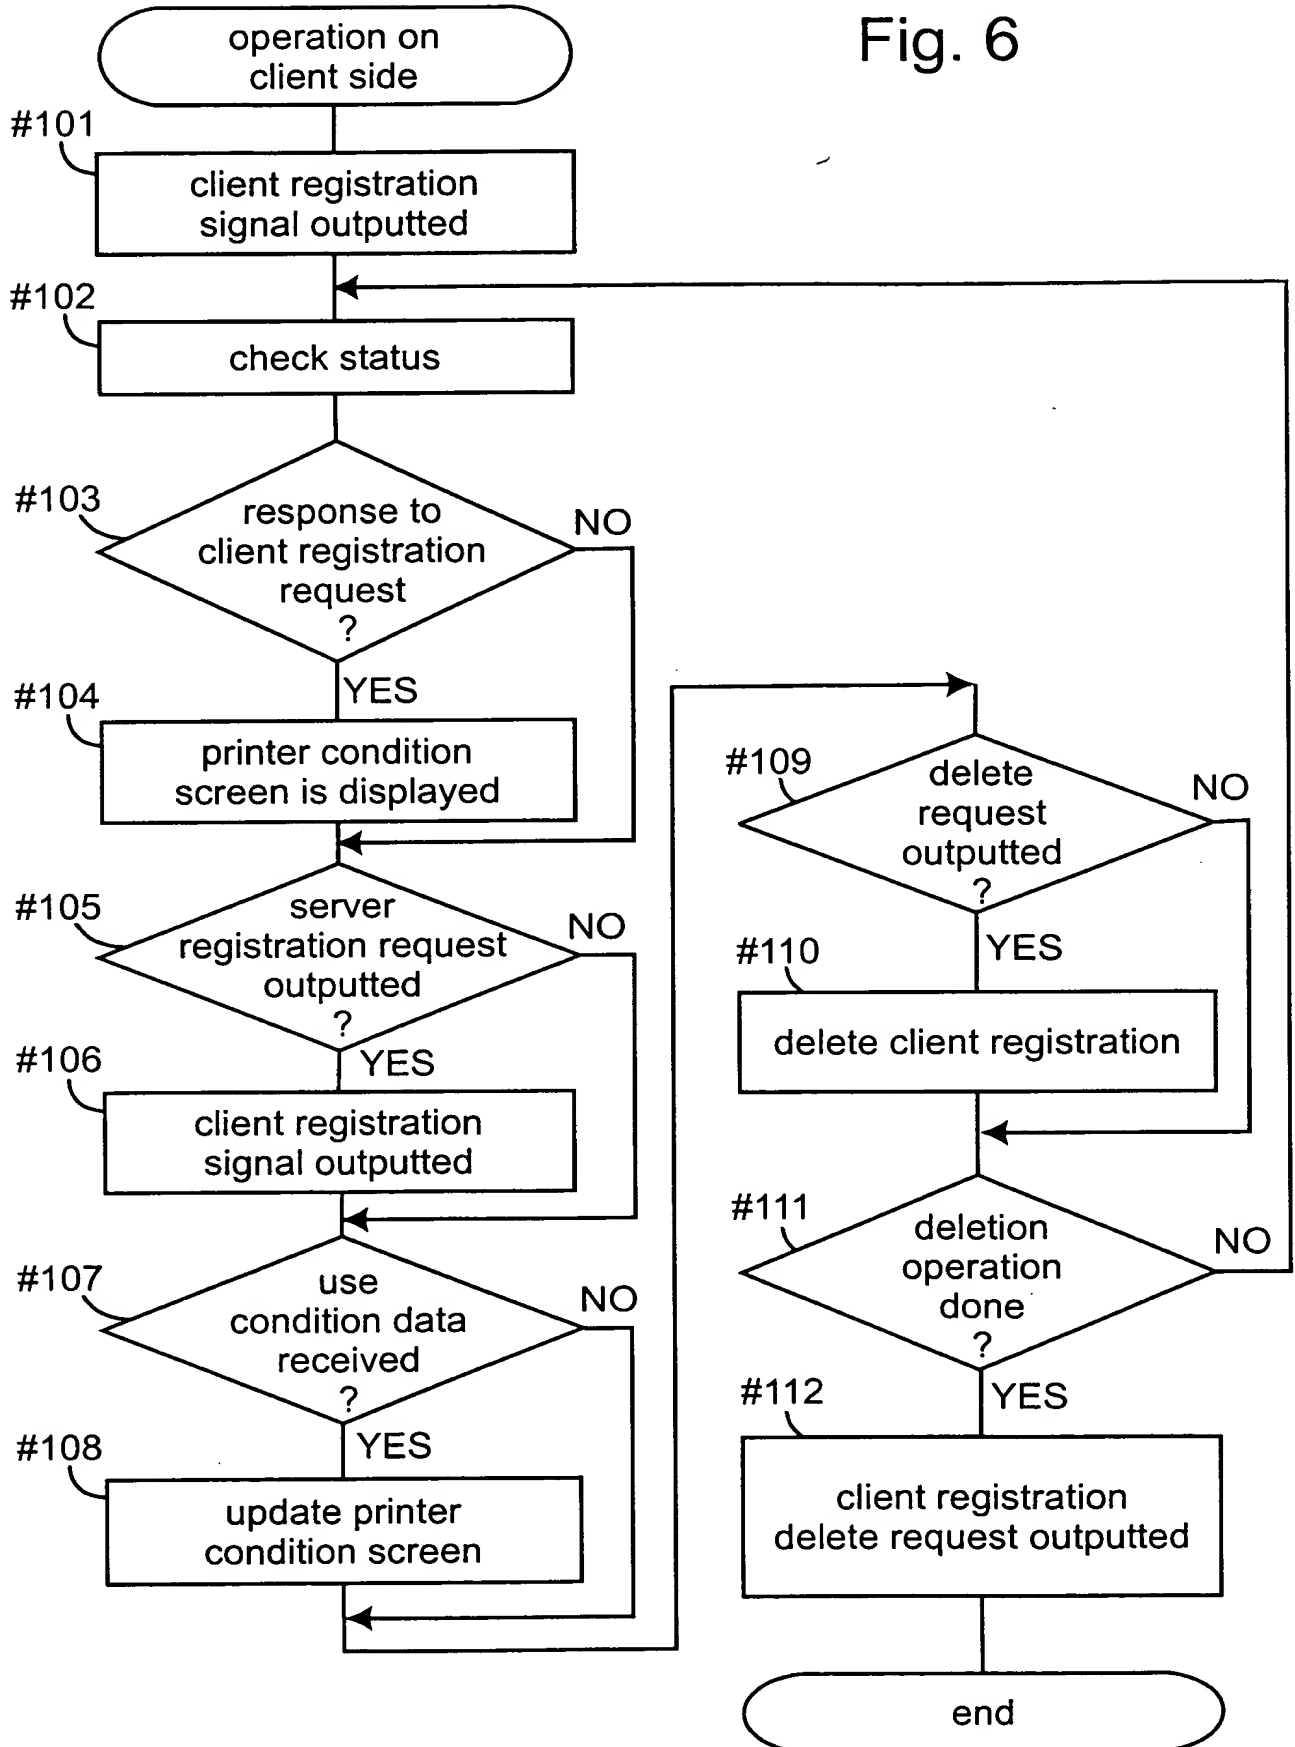 Fig. 6
operation on
client side
#101
client registration
signal outputted
#102
check status
#103
response to
client registration
request
?
NO
YES
#104
printer condition
screen is displayed
#105
server
registration request
outputted
?
NO
YES
#106
client registration
signal outputted
#107
use
condition data
received
?
NO
YES
#108
update printer
condition screen
#109
delete
request
outputted
?
NO
YES
#110
delete client registration
#111
deletion
operation
done
?
NO
YES
#112
client registration
delete request outputted
end